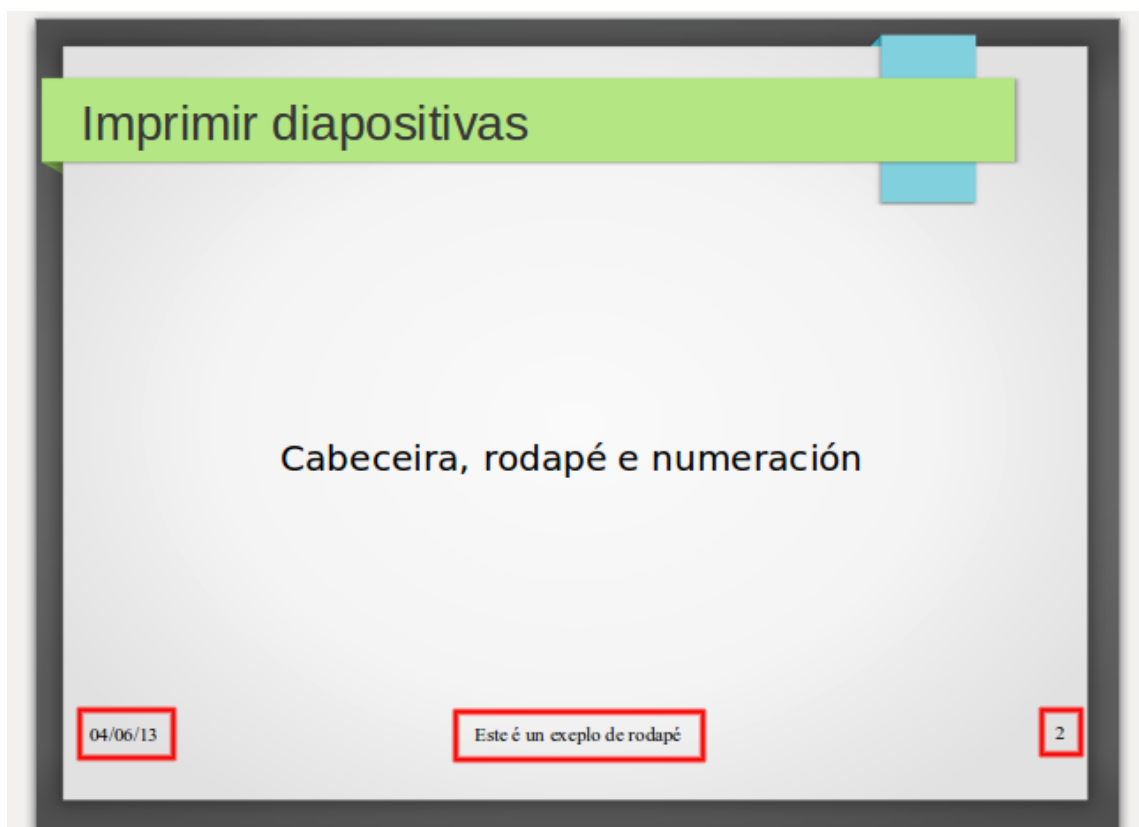 Imprimir diapositivas
Cabeceira, rodapé e numeración
04/06/13
Este é un exeplo de rodapé
2